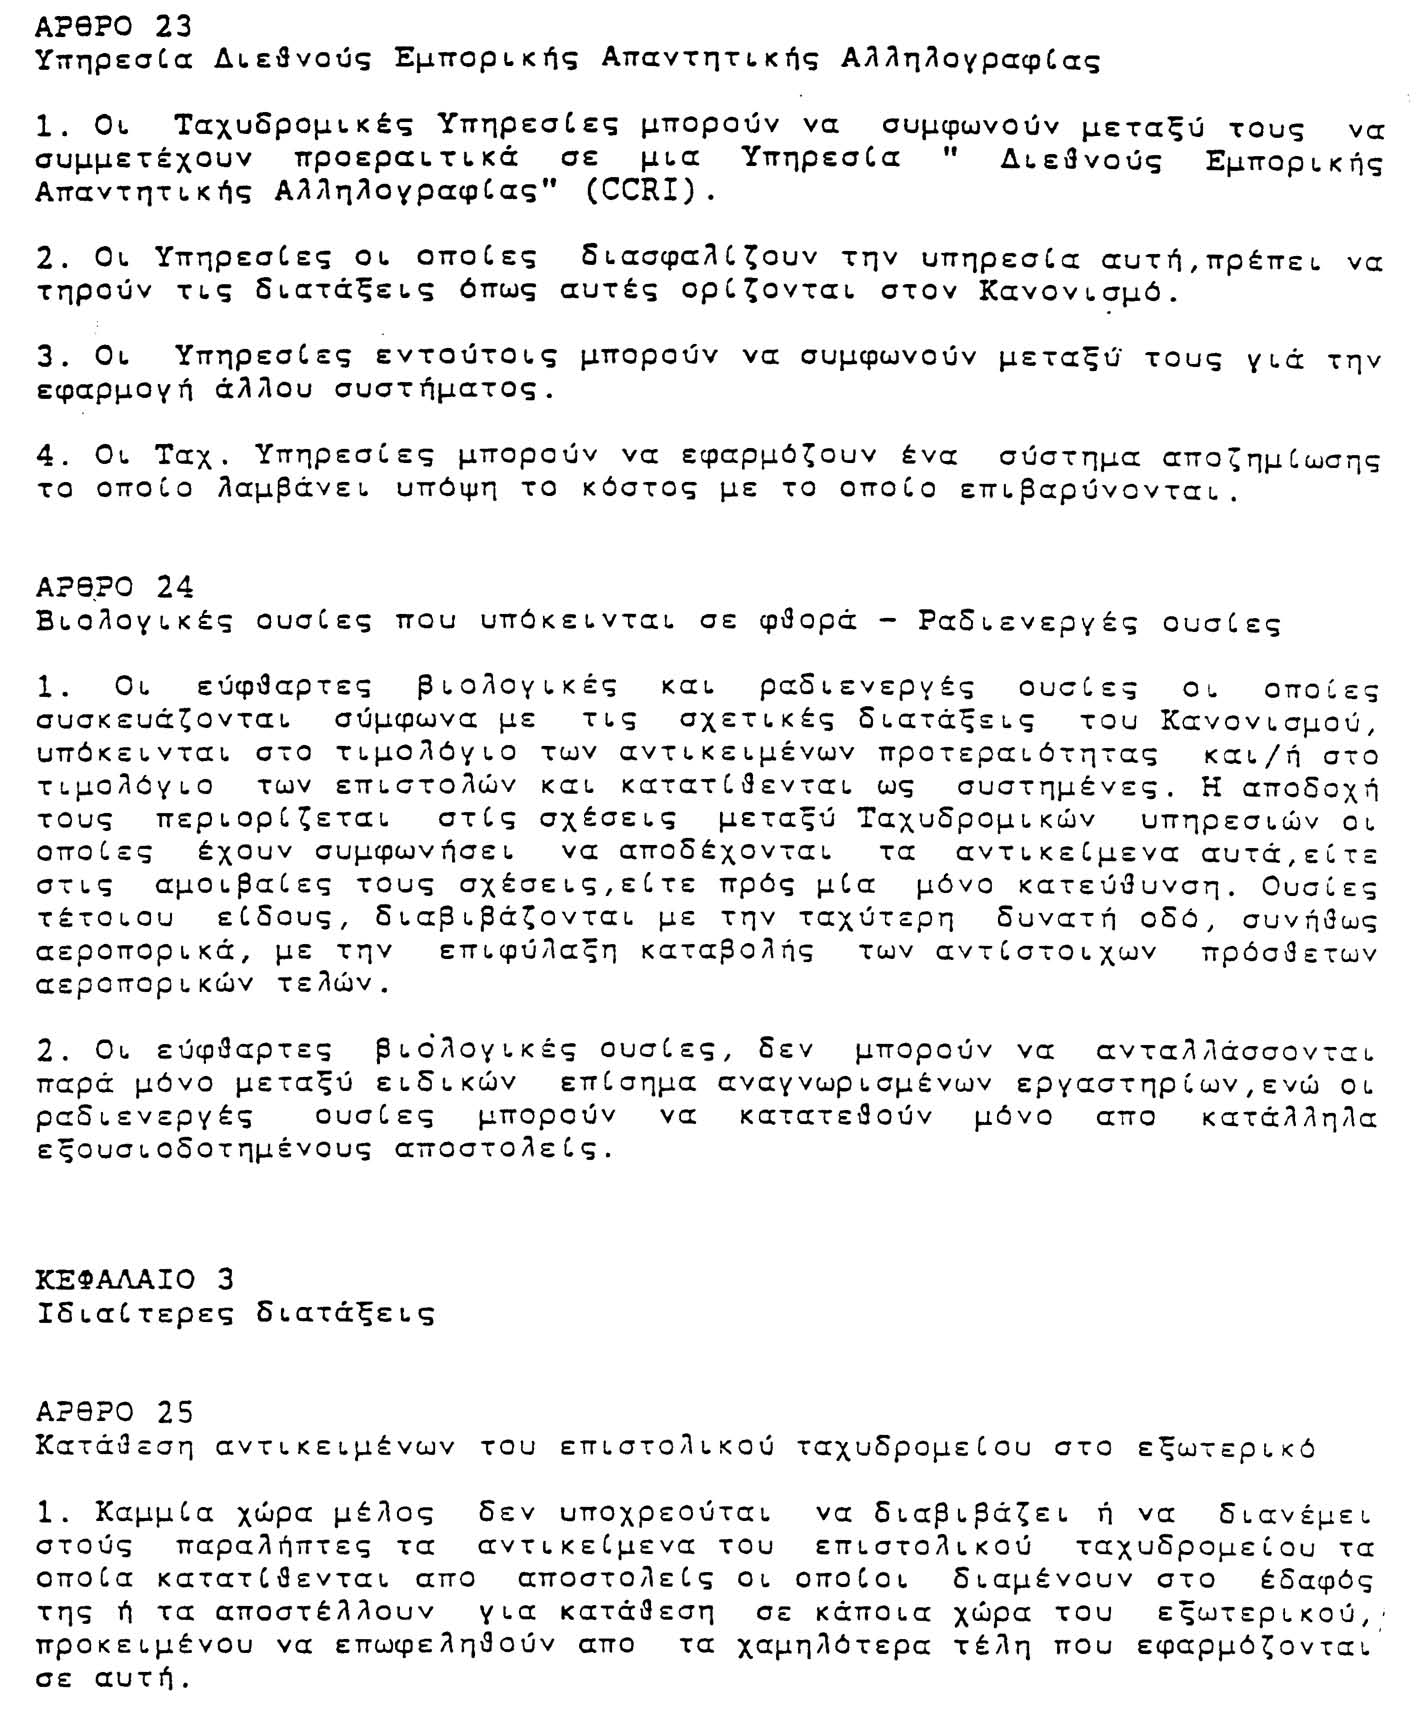 ΑΡΘΡΟ 23
Υπηρεσία Διεθνούς Εμπορικής Απαντητικής Αλληλογραφίας
1. Οι Ταχυδρομικές Υπηρεσίες μπορούν να συμφωνούν μεταξύ τους να
συμμετέχουν προεραιτικά σε μια Υπηρεσία " Διεθνούς Εμπορικής
Απαντητικής Αλληλογραφίας" (CCRI).
2. Οι Υπηρεσίες οι οποίες διασφαλίζουν την υπηρεσία αυτή,πρέπει να
τηρούν τις διατάξεις όπως αυτές ορίζονται στον Κανονισμό.
3. Οι Υπηρεσίες εντούτοις μπορούν να συμφωνούν μεταξύ τους γιά την
εφαρμογή άλλου συστήματος.
4. Οι Ταχ. Υπηρεσίες μπορούν να εφαρμόζουν ένα σύστημα αποζημίωσης
το οποίο λαμβάνει υπόψη το κόστος με το οποίο επιβαρύνονται.
ΑΡΘΡΟ 24
Βιολογικές ουσίες που υπόκεινται σε φθορά - Ραδιενεργές ουσίες
1. Οι εύφθαρτες βιολογικές και ραδιενεργές ουσίες οι οποίες
συσκευάζονται σύμφωνα με τις σχετικές διατάξεις του Κανονισμού,
υπόκεινται στο τιμολόγιο των αντικειμένων προτεραιότητας και/ή στο
τιμολόγιο των επιστολών και κατατίθενται ως συστημένες. Η αποδοχή
τους περιορίζεται στίς σχέσεις μεταξύ Ταχυδρομικών υπηρεσιών οι
οποίες έχουν συμφωνήσει να αποδέχονται τα αντικείμενα αυτά,είτε
στις αμοιβαίες τους σχέσεις,είτε πρός μία μόνο κατεύθυνση. Ουσίες
τέτοιου είδους, διαβιβάζονται με την ταχύτερη δυνατή οδό, συνήθως
αεροπορικά, με την επιφύλαξη καταβολής των αντίστοιχων πρόσθετων
αεροπορικών τελών.
2. Οι εύφθαρτες βιολογικές ουσίες, δεν μπορούν να ανταλλάσσονται
παρά μόνο μεταξύ ειδικών επίσημα αναγνωρισμένων εργαστηρίων,ενώ οι
ραδιενεργές ουσίες μπορούν να κατατεθούν μόνο απο κατάλληλα
εξουσιοδοτημένους αποστολείς.
ΚΕΦΑΛΑΙΟ 3
Ιδιαίτερες διατάξεις
ΑΡΘΡΟ 25
Κατάθεση αντικειμένων του επιστολικού ταχυδρομείου στο εξωτερικό
1. Καμμία χώρα μέλος δεν υποχρεούται να διαβιβάζει ή να διανέμει
στούς παραλήπτες τα αντικείμενα του επιστολικού ταχυδρομείου τα
οποία κατατίθενται απο αποστολείς οι οποίοι διαμένουν στο έδαφός
της ή τα αποστέλλουν για κατάθεση σε κάποια χώρα του εξωτερικού,
προκειμένου να επωφεληθούν απο τα χαμηλότερα τέλη που εφαρμόζονται
σε αυτή.